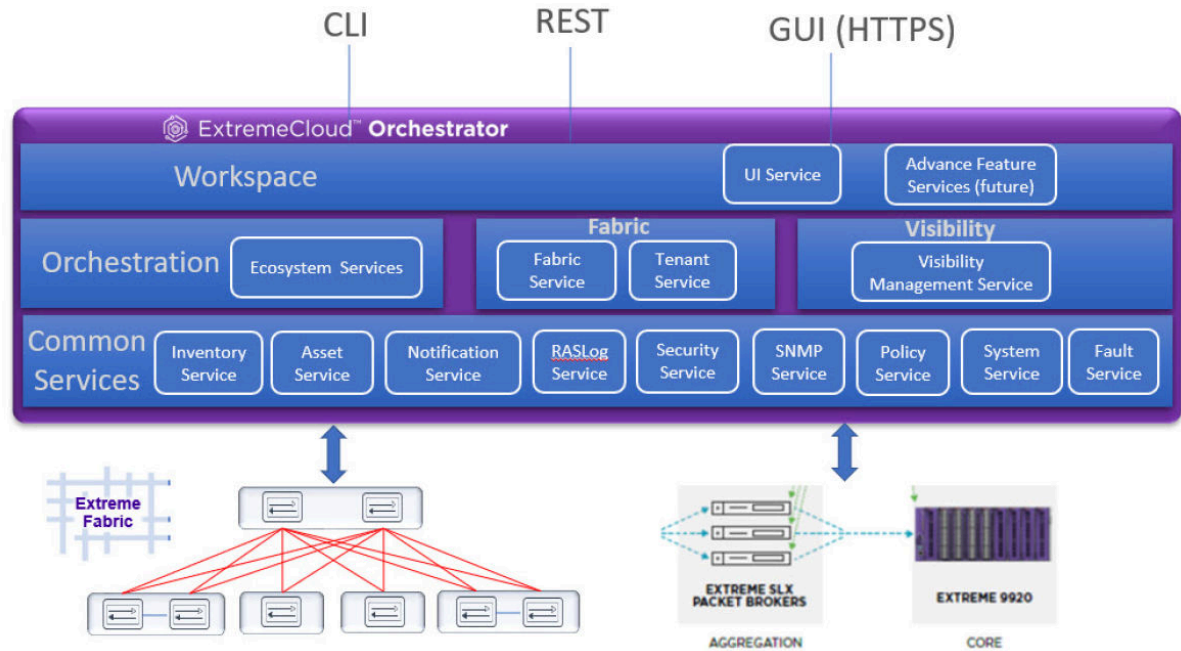 CLI
REST
GUI (HTTPS)
ExtremeCloud™ Orchestrator
Workspace
UI Service
Advance Feature
Services (future)
Orchestration
Ecosystem Services
Fabric
Fabric
Service
Tenant
Service
Visibility
Visibility
Management Service
Common
Services
Inventory
Service
Asset
Service
Notification
Service
RASLog
Service
Security
Service
SNMP
Service
Policy
Service
System
Service
Fault
Service
Extreme
Fabric
EXTREME SLX
PACKET BROKERS
EXTREME 9920
AGGREGATION
CORE